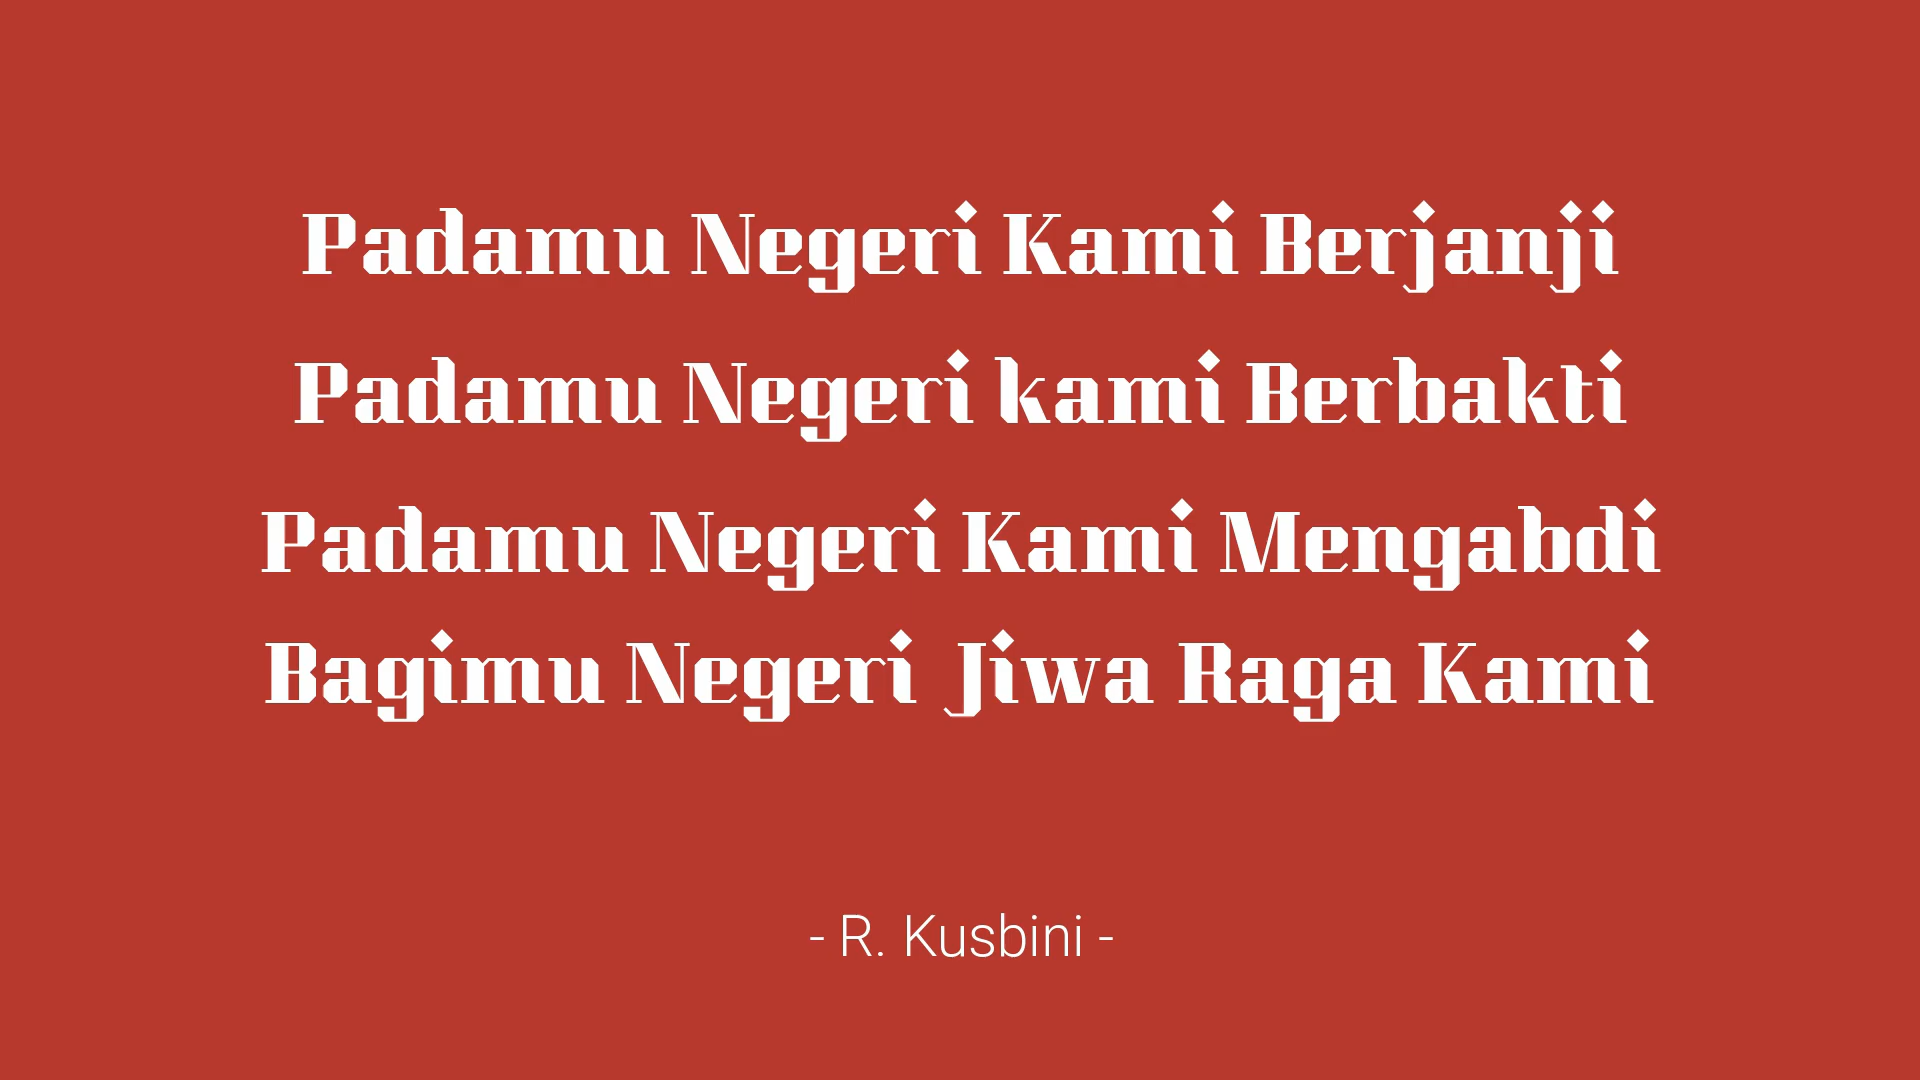 Padamu Negeri Kami Berjanji
Padamu Negeri kami Berbakti
Padamu Negeri Kami Mengabdi
Bagimu Negeri Jiwa Raga Kami
- R. Kusbini -